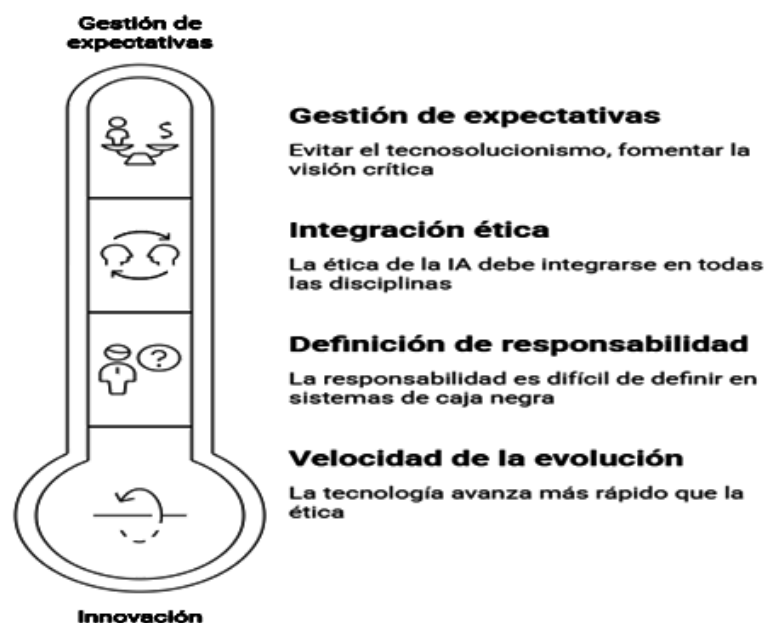 Gestión de
expectativas
Gestión de expectativas
Evitar el tecnosolucionismo, fomentar la
visión crítica
Integración ética
La ética de la IA debe integrarse en todas
las disciplinas
Definición de responsabilidad
La responsabilidad es difícil de definir en
sistemas de caja negra
Velocidad de la evolución
La tecnología avanza más rápido que la
ética
Innovación